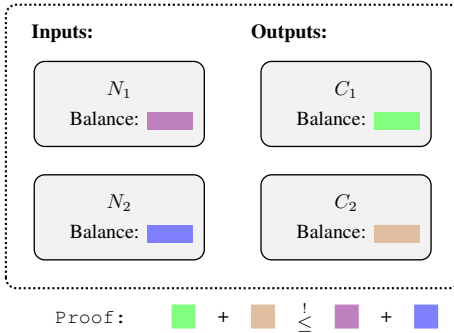 Inputs: Outputs:
N₁ C₁
Balance: Balance:
N₂ C₂
Balance: Balance:
Proof: + ≤! +